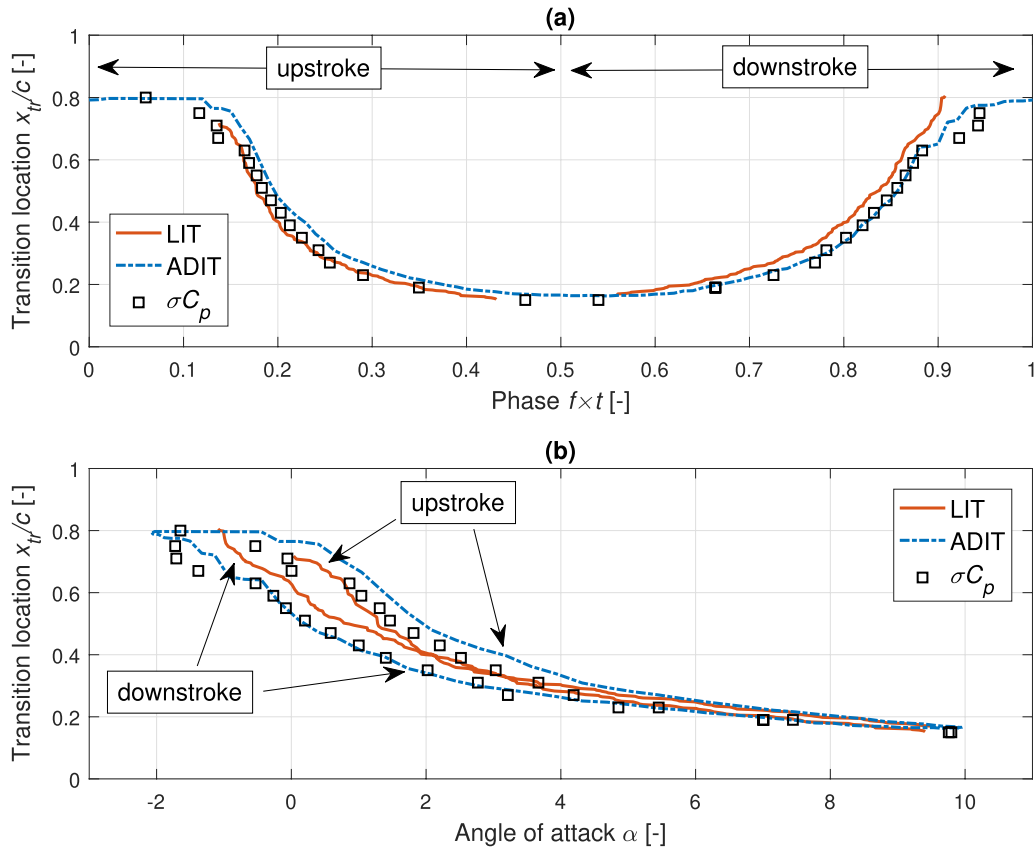 (a)
Transition location x_tr/c [-]
1
0.8
0.6
0.4
0.2
0
upstroke
downstroke
LIT
ADIT
σC_p
0 0.1 0.2 0.3 0.4 0.5 0.6 0.7 0.8 0.9 1
Phase f×t [-]
(b)
Transition location x_tr/c [-]
1
0.8
0.6
0.4
0.2
0
upstroke
downstroke
LIT
ADIT
σC_p
-2 0 2 4 6 8 10
Angle of attack α [-]